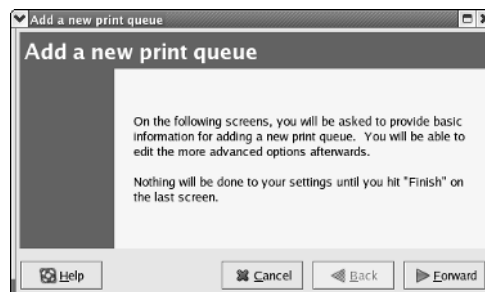 Add a new print queue
Add a new print queue
On the following screens, you will be asked to provide basic
information for adding a new print queue.  You will be able to
edit the more advanced options afterwards.
Nothing will be done to your settings until you hit "Finish" on
the last screen.
Help
Cancel
Back
Forward